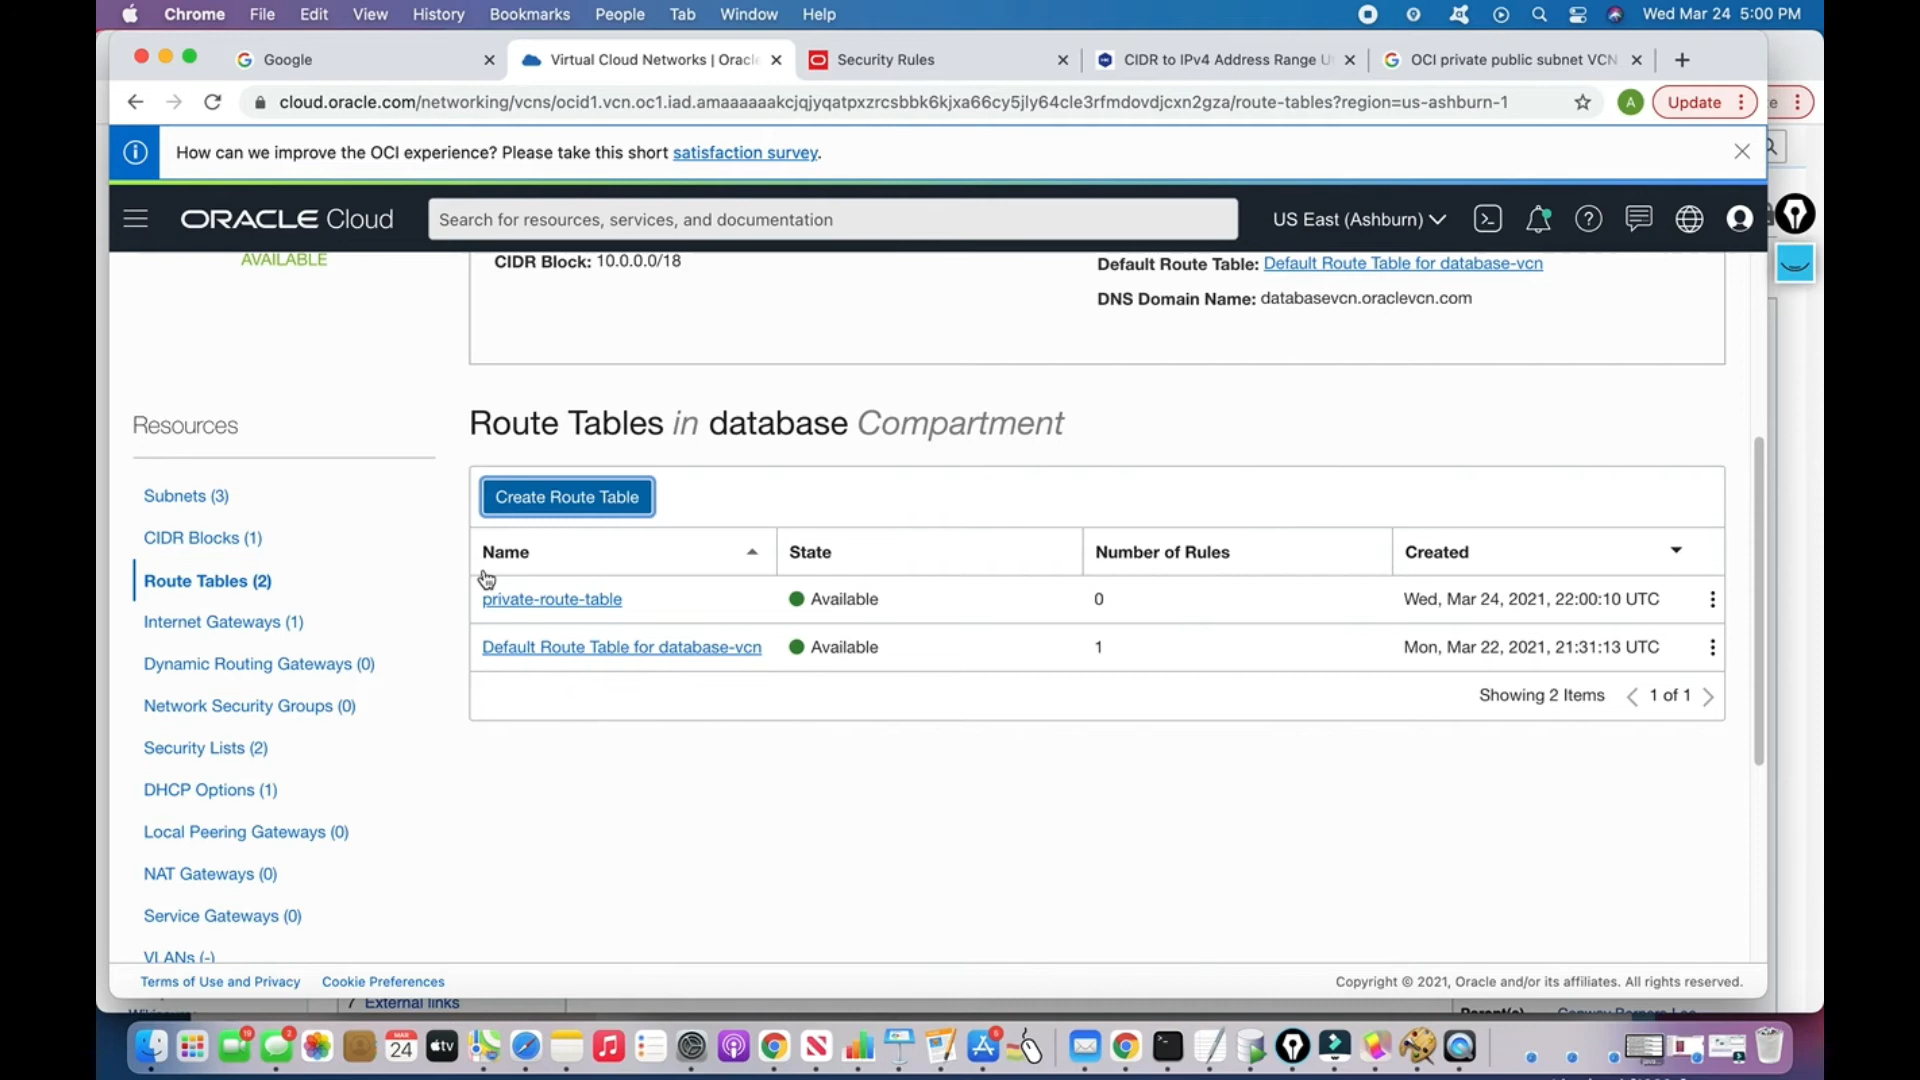 Chrome File Edit View History Bookmarks People Tab Window Help Wed Mar 24 5:00 PM
Google Virtual Cloud Networks | Oracle Security Rules CIDR to IPv4 Address Range U OCI private public subnet VCN
cloud.oracle.com/networking/vcns/ocid1.vcn.oc1.iad.amaaaaaakcjqjyqatpxzrcsbbk6kjxa66cy5jly64cle3rfmdovdjcxn2gza/route-tables?region=us-ashburn-1 A Update
How can we improve the OCI experience? Please take this short satisfaction survey.
ORACLE Cloud Search for resources, services, and documentation US East (Ashburn)
AVAILABLE
CIDR Block: 10.0.0.0/18
Default Route Table: Default Route Table for database-vcn
DNS Domain Name: databasevcn.oraclevcn.com
Resources
Subnets (3)
CIDR Blocks (1)
Route Tables (2)
Internet Gateways (1)
Dynamic Routing Gateways (0)
Network Security Groups (0)
Security Lists (2)
DHCP Options (1)
Local Peering Gateways (0)
NAT Gateways (0)
Service Gateways (0)
VLANs (-)
Route Tables in database Compartment
Create Route Table
Name State Number of Rules Created
private-route-table Available 0 Wed, Mar 24, 2021, 22:00:10 UTC
Default Route Table for database-vcn Available 1 Mon, Mar 22, 2021, 21:31:13 UTC
Showing 2 Items 1 of 1
Terms of Use and Privacy Cookie Preferences Copyright © 2021, Oracle and/or its affiliates. All rights reserved.
7 External links
19 2 MAR 24 tv 6